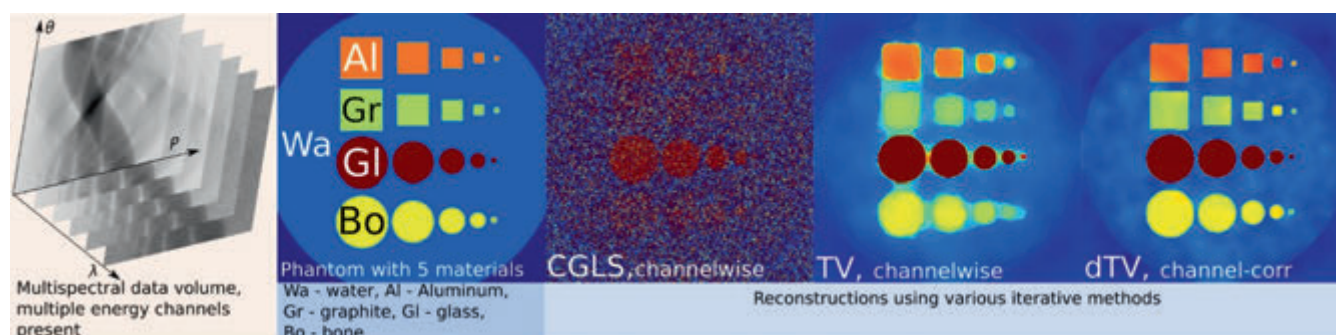 θ
p
λ
Multispectral data volume,
multiple energy channels
present
Al
Gr
Wa
Gl
Bo
Phantom with 5 materials
Wa - water, Al - Aluminum,
Gr - graphite, Gl - glass,
Bo - bone
CGLS, channelwise
TV, channelwise
dTV, channel-corr
Reconstructions using various iterative methods